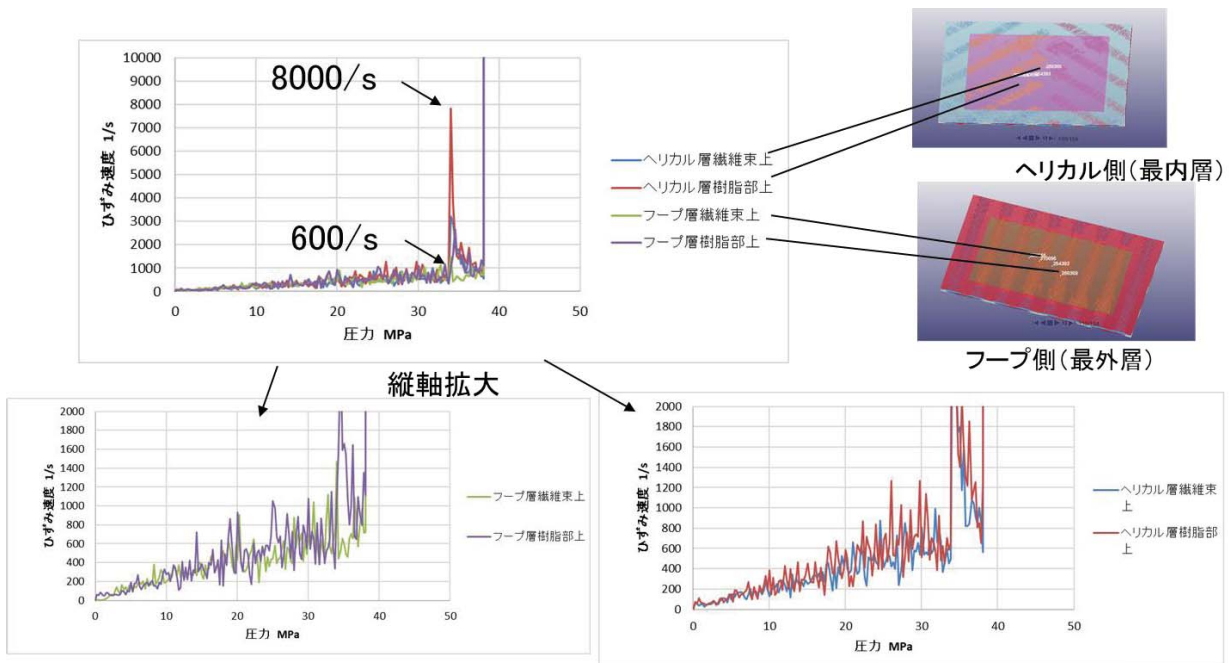 10000
9000
8000
7000
6000
5000
4000
3000
2000
1000
0
ひずみ速度 1/s
8000/s
600/s
0 10 20 30 40 50
圧力 MPa
ヘリカル層繊維束上
ヘリカル層樹脂部上
フープ層繊維束上
フープ層樹脂部上
ヘリカル側(最内層)
フープ側(最外層)
縦軸拡大
2000
1800
1600
1400
1200
1000
800
600
400
200
0
ひずみ速度 1/s
0 10 20 30 40 50
圧力 MPa
フープ層繊維束上
フープ層樹脂部上
2000
1800
1600
1400
1200
1000
800
600
400
200
0
ひずみ速度 1/s
0 10 20 30 40 50
圧力 MPa
ヘリカル層繊維束
上
ヘリカル層樹脂部
上